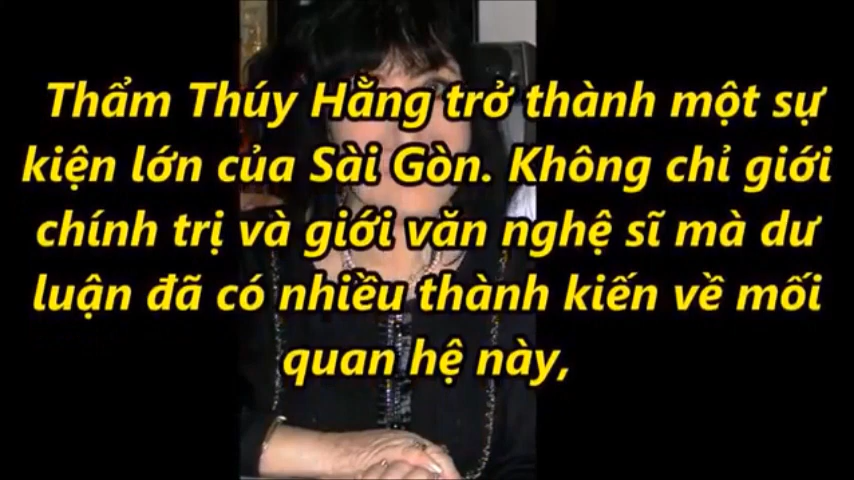 Thẩm Thúy Hằng trở thành một sự
kiện lớn của Sài Gòn. Không chỉ giới
chính trị và giới văn nghệ sĩ mà dư
luận đã có nhiều thành kiến về mối
quan hệ này,